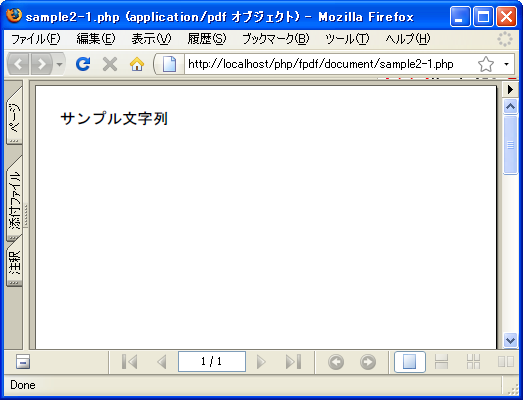 sample2-1.php (application/pdf オブジェクト) - Mozilla Firefox
ファイル(F) 編集(E) 表示(V) 履歴(S) ブックマーク(B) ツール(T) ヘルプ(H)
http://localhost/php/fpdf/document/sample2-1.php
ページ
添付ファイル
注釈
サンプル文字列
1 / 1
Done